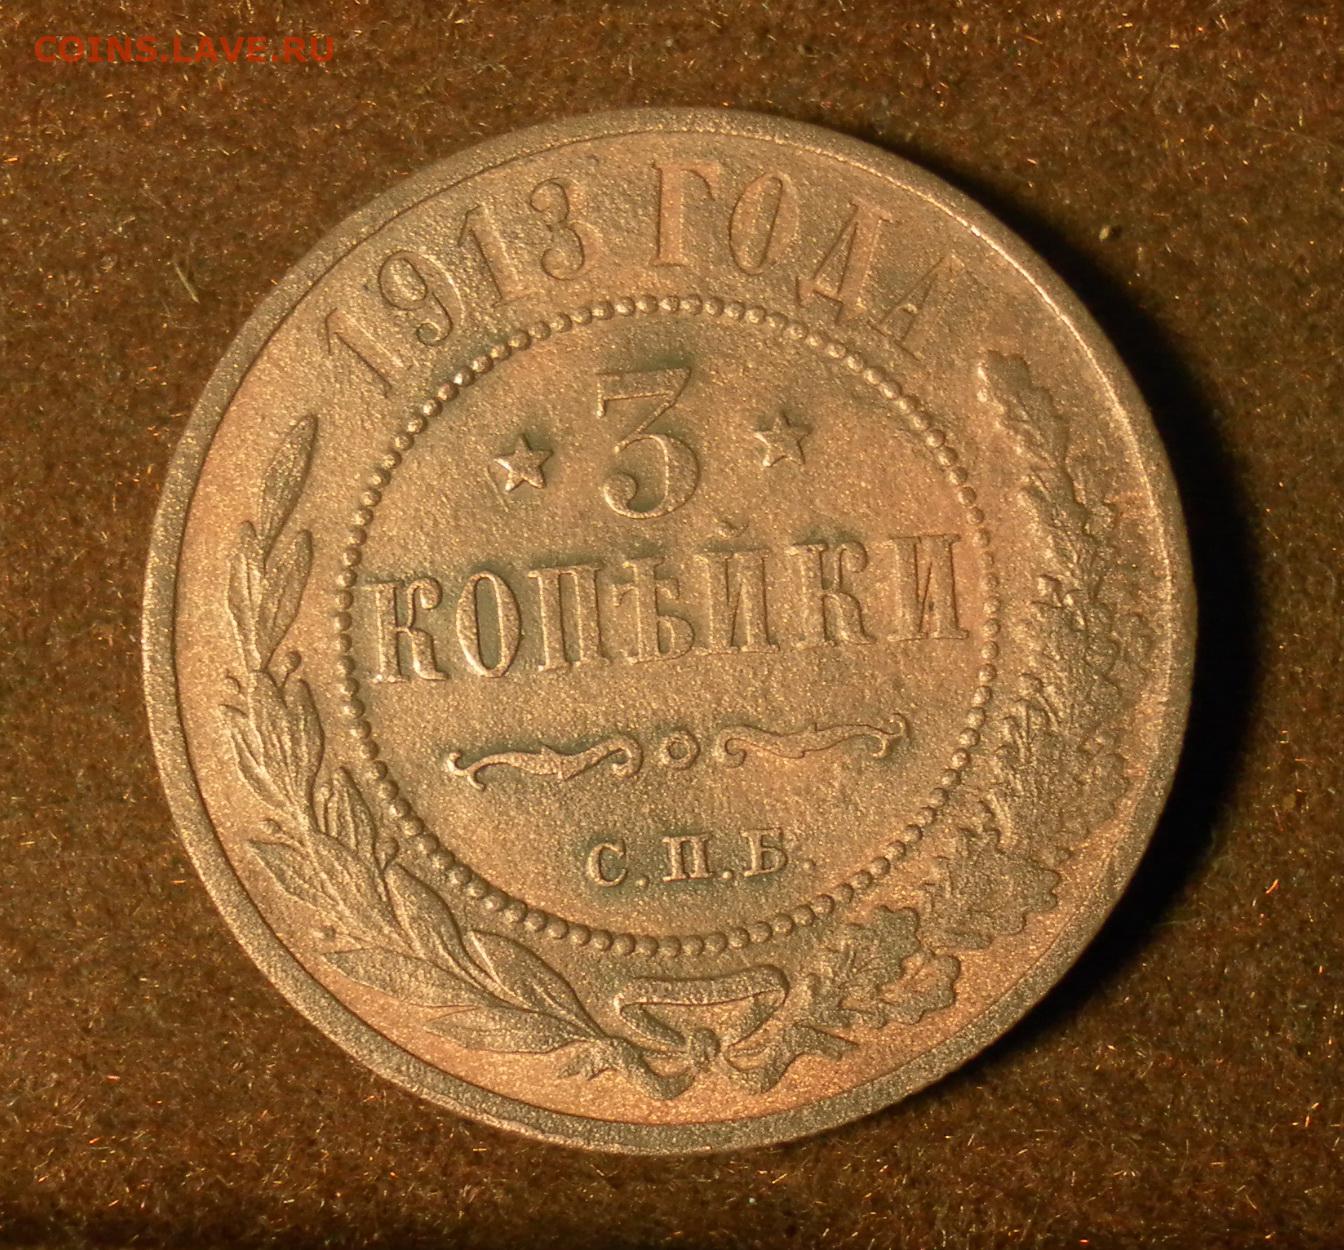 COINS.LAVE.RU
1913 ГОДА
3
КОПѢЙКИ
С.П.Б.